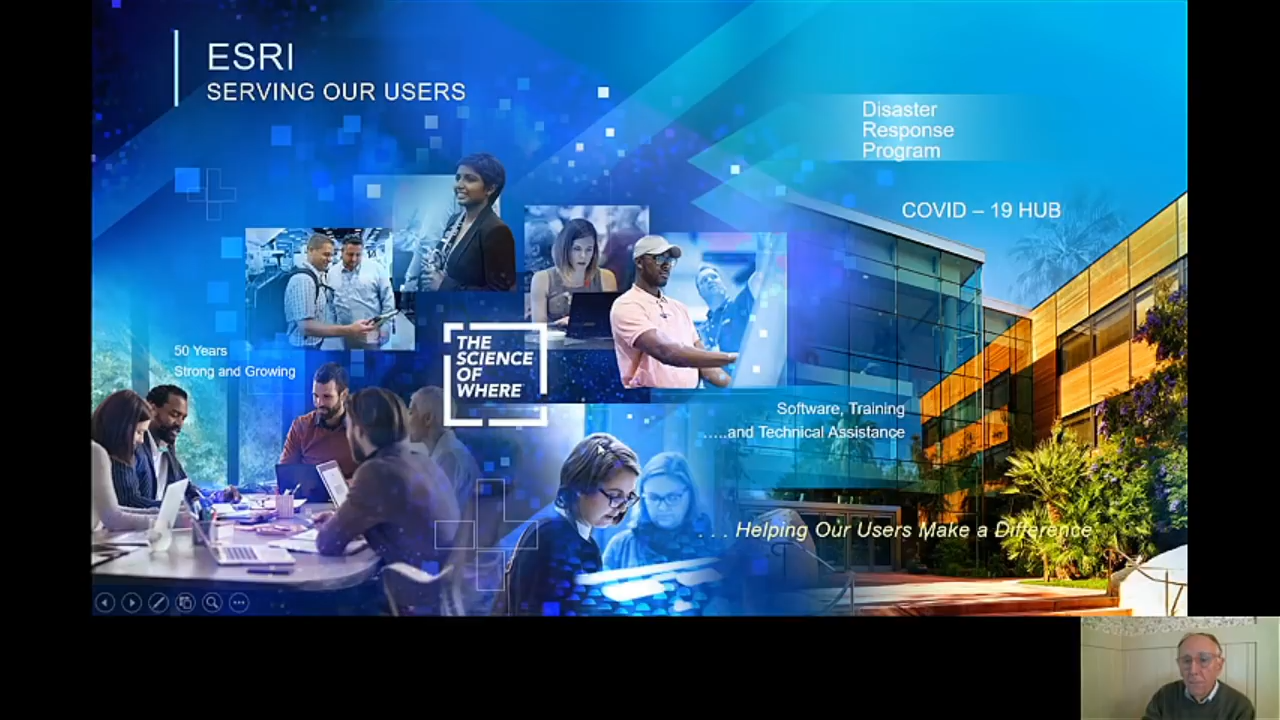 ESRI
SERVING OUR USERS
Disaster
Response
Program
COVID – 19 HUB
THE
SCIENCE
OF
WHERE
50 Years
Strong and Growing
Software, Training
.....and Technical Assistance
. . . Helping Our Users Make a Difference